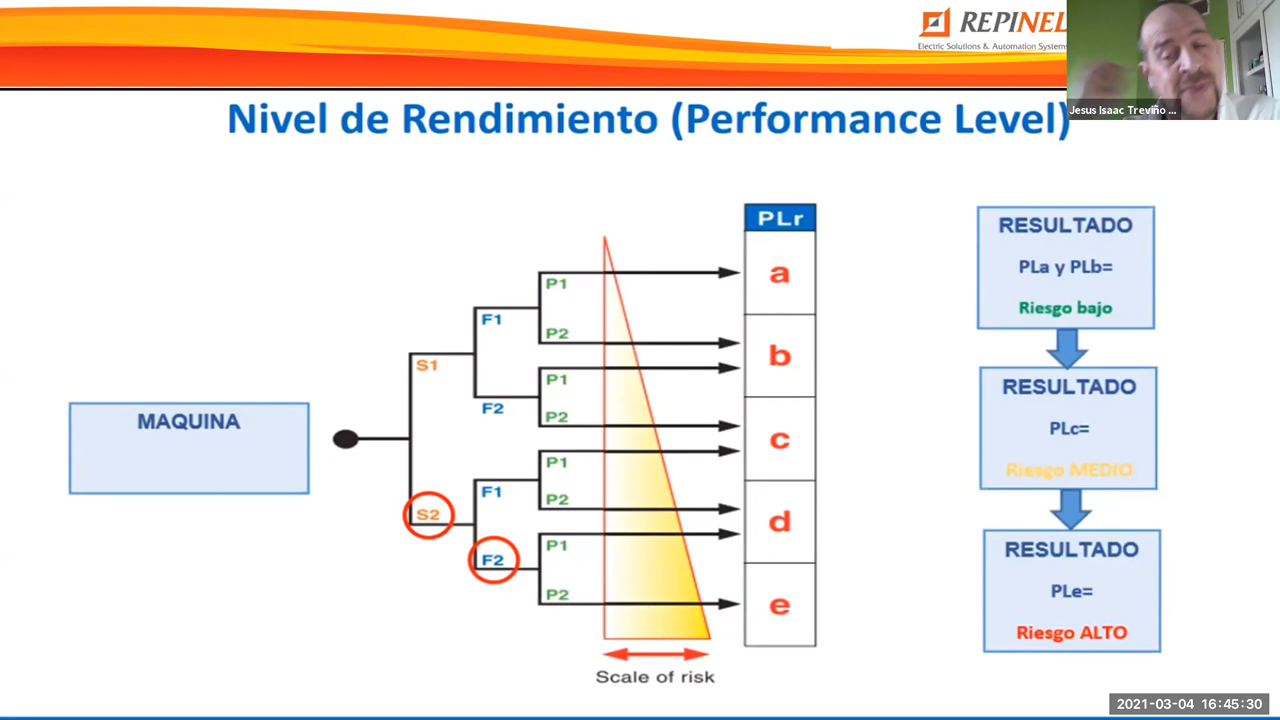 REPINEL
Electric Solutions & Automation Systems
Jesus Isaac Treviño ...
Nivel de Rendimiento (Performance Level)
MAQUINA
S1
S2
F1
F2
F1
F2
P1
P2
P1
P2
P1
P2
P1
P2
Scale of risk
PLr
a
b
c
d
e
RESULTADO
PLa y PLb=
Riesgo bajo
RESULTADO
PLc=
Riesgo MEDIO
RESULTADO
PLe=
Riesgo ALTO
2021-03-04 16:45:30